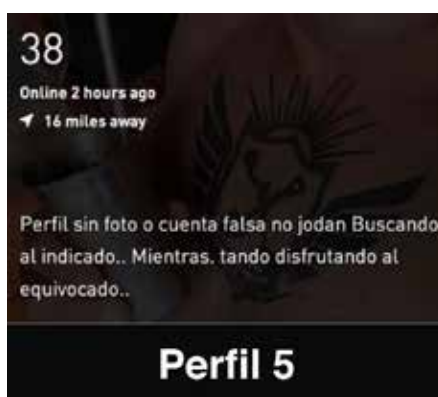 38
Online 2 hours ago
16 miles away
Perfil sin foto o cuenta falsa no jodan Buscando
al indicado.. Mientras. tando disfrutando al
equivocado..
Perfil 5